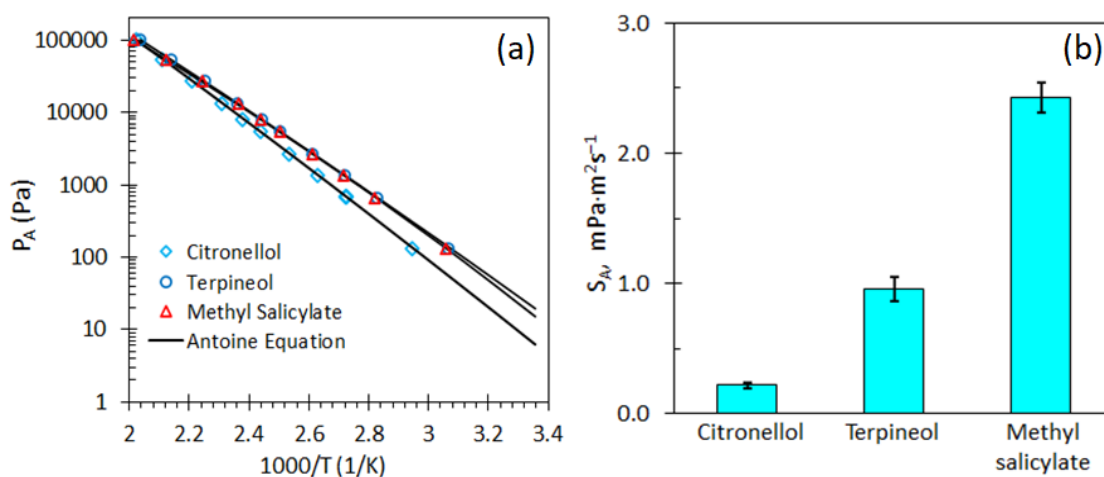 (a)
100000
10000
1000
100
10
1
P_A (Pa)
Citronellol
Terpineol
Methyl Salicylate
Antoine Equation
2 2.2 2.4 2.6 2.8 3 3.2 3.4
1000/T (1/K)
(b)
3.0
2.0
1.0
0.0
S_A, mPa·m²s⁻¹
Citronellol Terpineol Methyl
salicylate